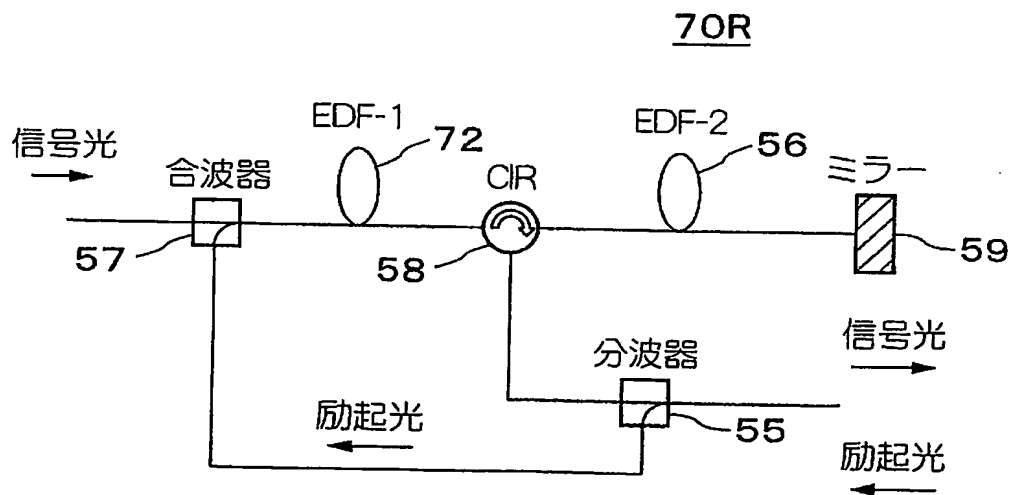 70R
EDF-1
72
EDF-2
56
信号光
合波器
CIR
ミラー
57
58
59
信号光
分波器
励起光
55
励起光